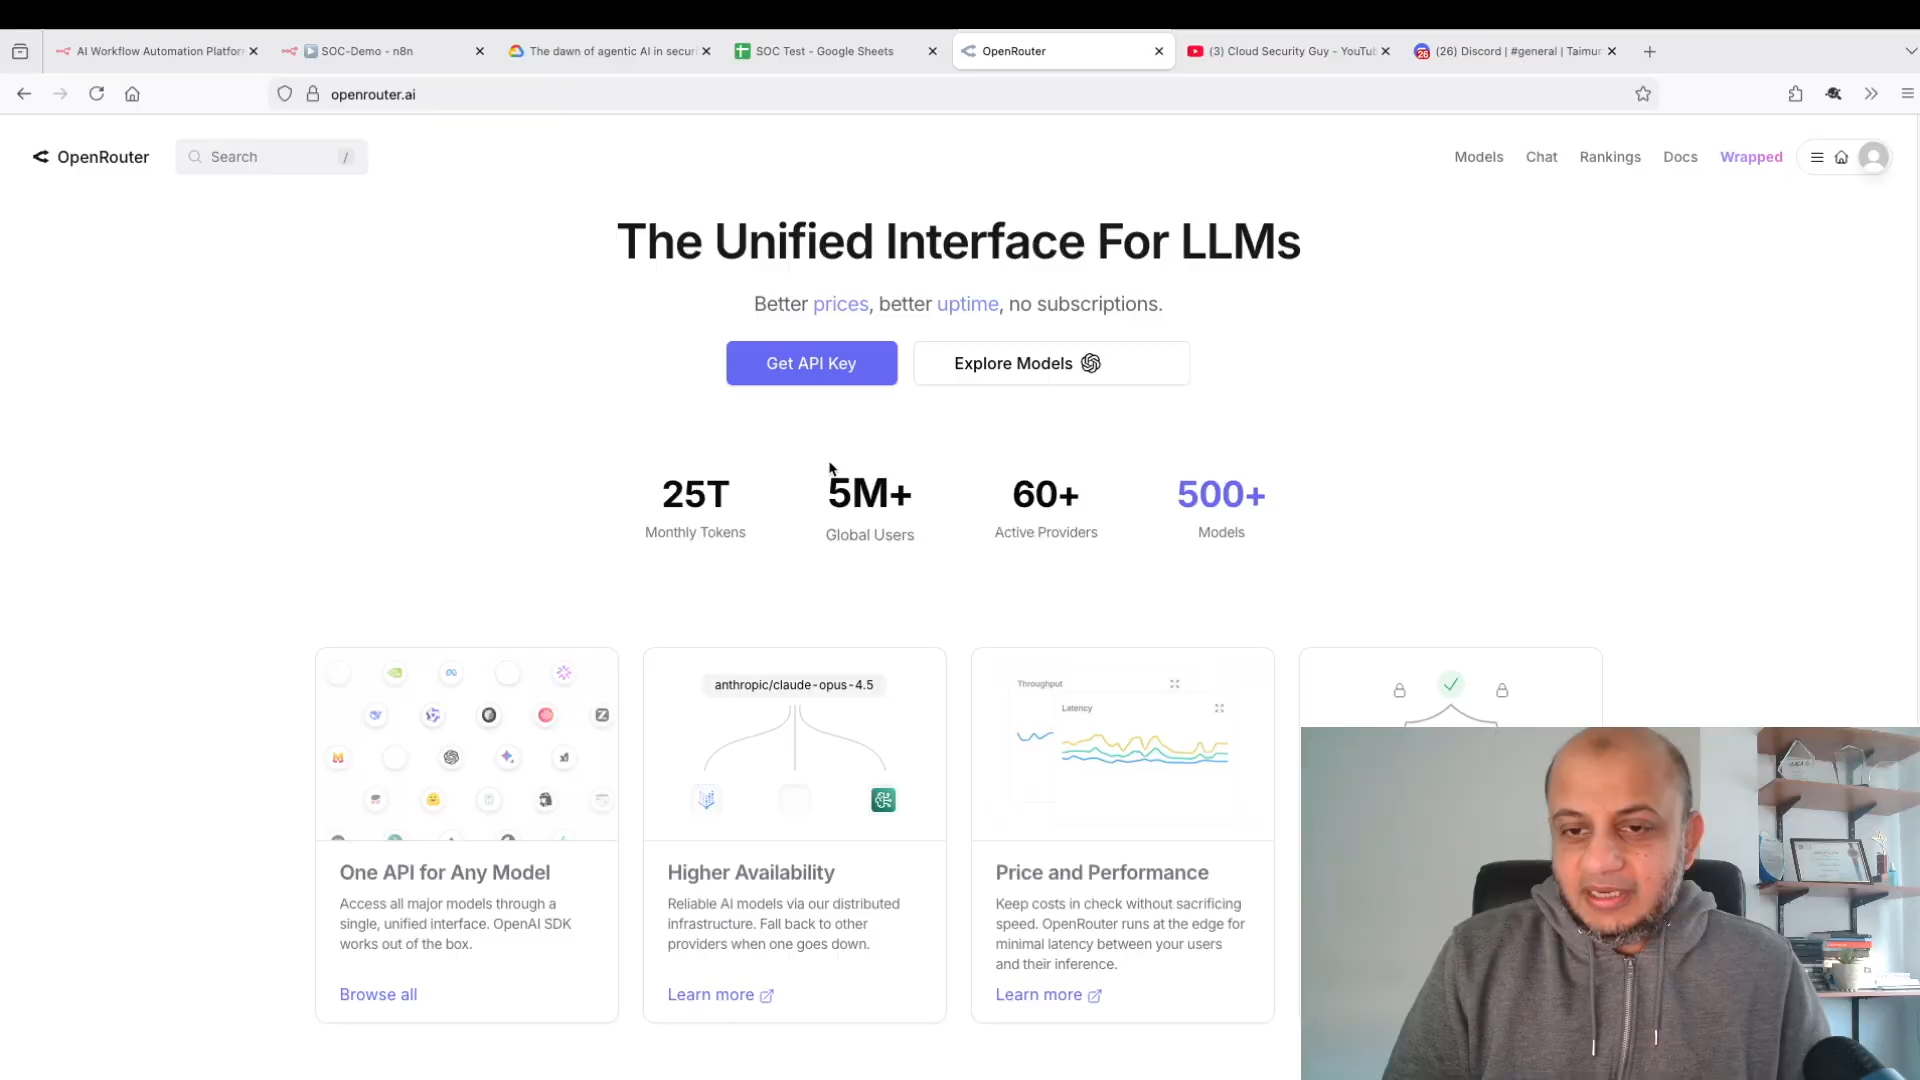 AI Workflow Automation Platfor
SOC-Demo - n8n
The dawn of agentic AI in securi
SOC Test - Google Sheets
OpenRouter
(3) Cloud Security Guy - YouTub
(26) Discord | #general | Taimur
openrouter.ai
OpenRouter
Search
/
Models
Chat
Rankings
Docs
Wrapped
The Unified Interface For LLMs
Better prices, better uptime, no subscriptions.
Get API Key
Explore Models
25T
5M+
60+
500+
Monthly Tokens
Global Users
Active Providers
Models
anthropic/claude-opus-4.5
Throughput
Latency
One API for Any Model
Access all major models through a
single, unified interface. OpenAI SDK
works out of the box.
Browse all
Higher Availability
Reliable AI models via our distributed
infrastructure. Fall back to other
providers when one goes down.
Learn more
Price and Performance
Keep costs in check without sacrificing
speed. OpenRouter runs at the edge for
minimal latency between your users
and their inference.
Learn more